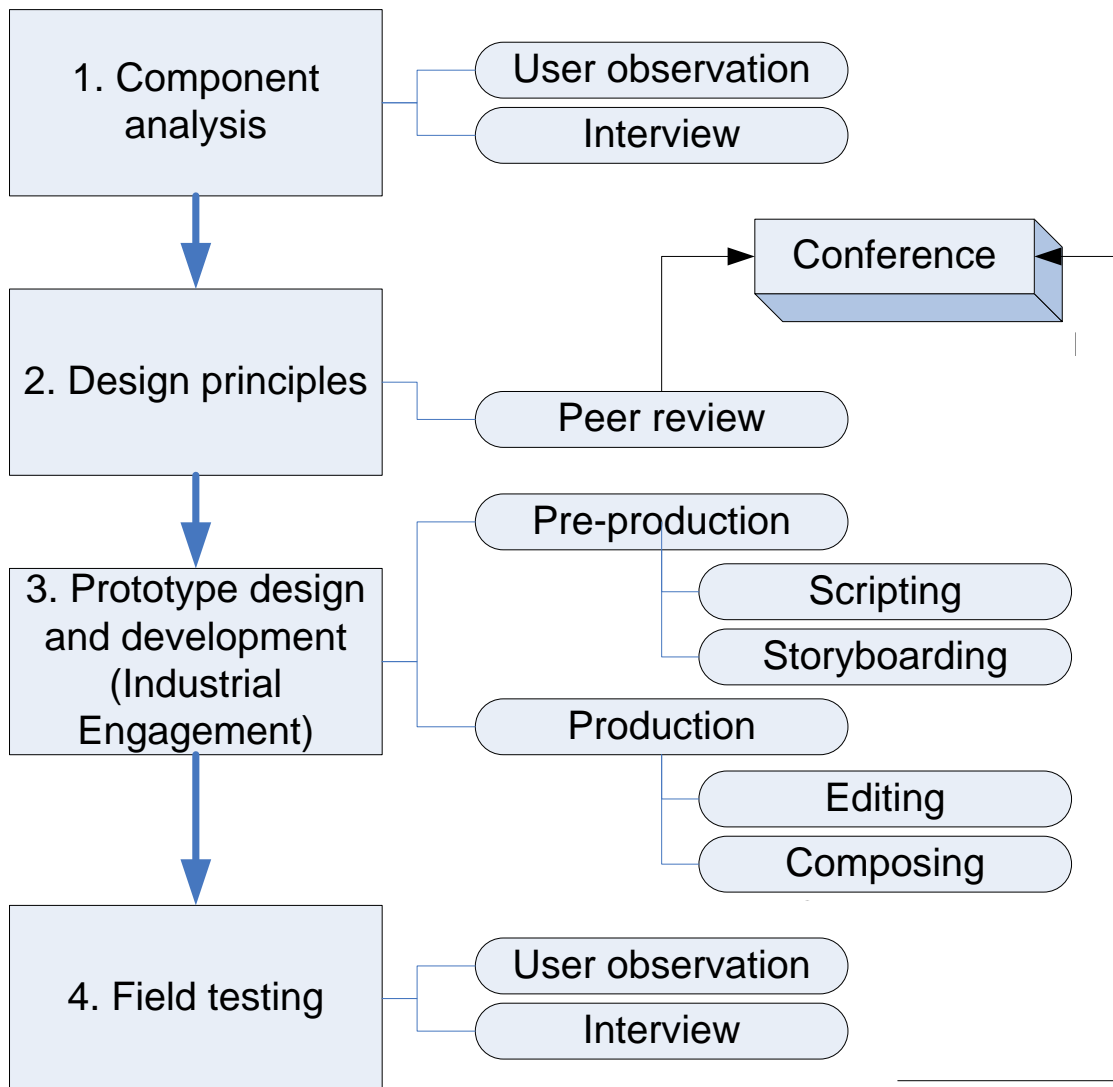 1. Component
analysis
User observation
Interview
Conference
2. Design principles
Peer review
3. Prototype design
and development
(Industrial
Engagement)
Pre-production
Scripting
Storyboarding
Production
Editing
Composing
4. Field testing
User observation
Interview